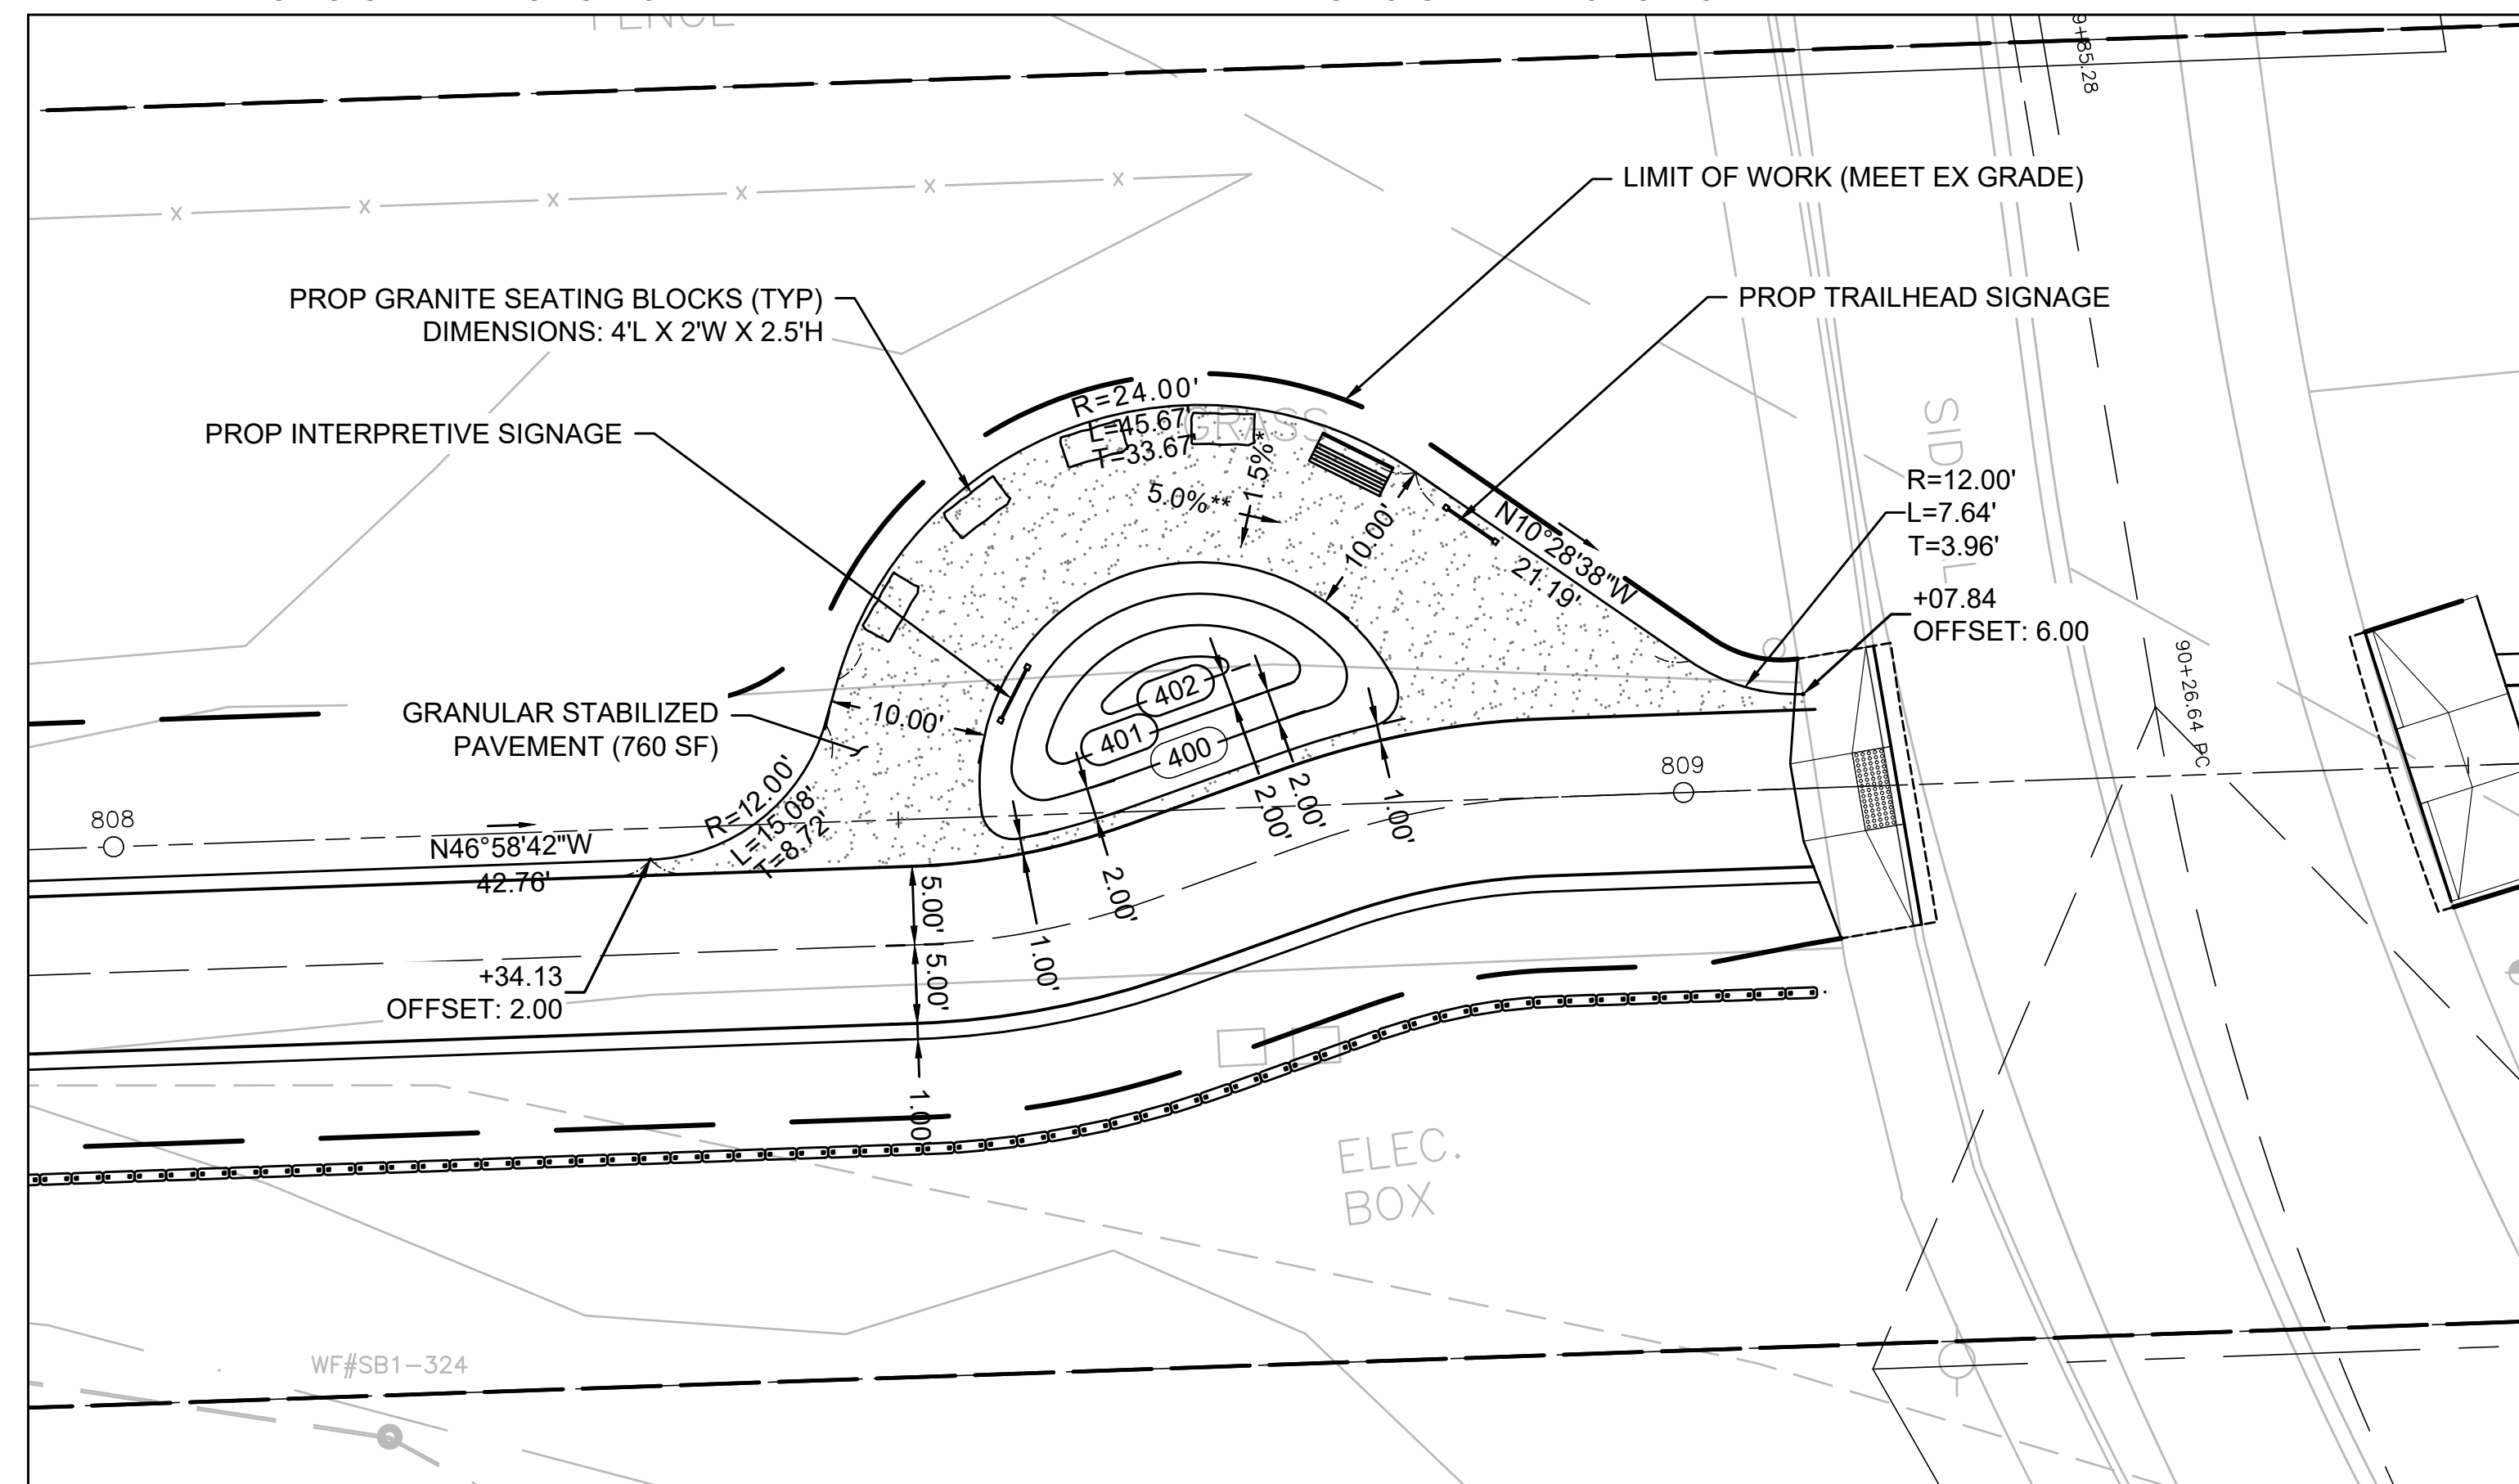 FENCE
9+85.28
LIMIT OF WORK (MEET EX GRADE)
PROP GRANITE SEATING BLOCKS (TYP)
DIMENSIONS: 4'L X 2'W X 2.5'H
PROP TRAILHEAD SIGNAGE
PROP INTERPRETIVE SIGNAGE
R=24.00'
L=45.67'
T=33.67'
GRASS
1.5%*
5.0%**
10.00'
N10°28'38"W
21.19'
R=12.00'
L=7.64'
T=3.96'
+07.84
OFFSET: 6.00
90+26.64 PC
GRANULAR STABILIZED
PAVEMENT (760 SF)
10.00'
402
401
400
R=12.00'
L=15.08'
T=8.72'
808
N46°58'42"W
42.76'
809
2.00'
2.00'
1.00'
2.00'
1.00'
5.00'
5.00'
1.00
+34.13
OFFSET: 2.00
ELEC.
BOX
WF#SB1-324